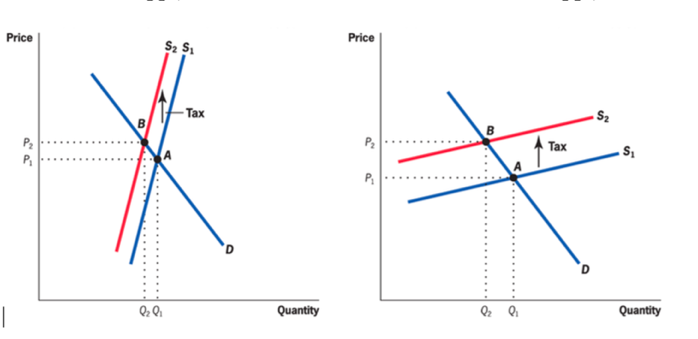 Price
S₂ S₁
Tax
B
A
P₂
P₁
D
Q₂ Q₁
Quantity
Price
S₂
B
Tax
S₁
A
P₂
P₁
D
Q₂ Q₁
Quantity